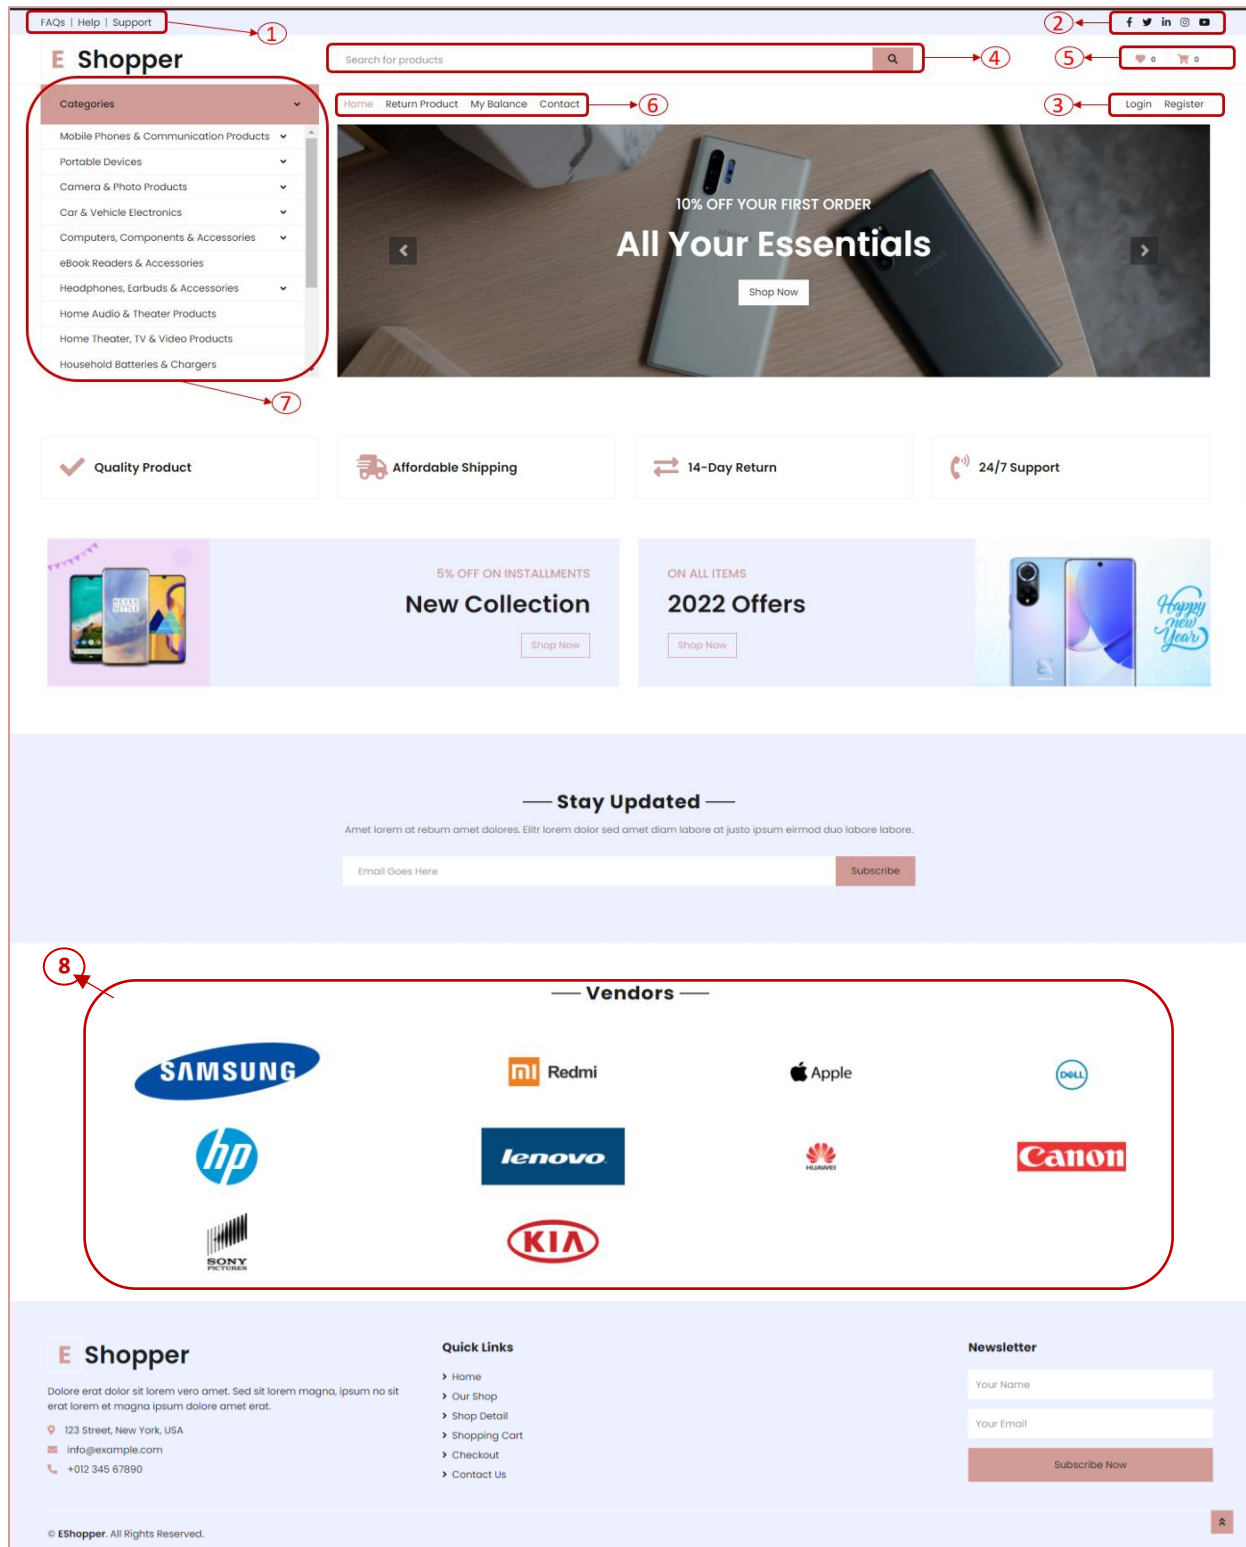 FAQs | Help | Support
1
2
E Shopper
Search for products
4
5
0
0
Categories
Home Return Product My Balance Contact
6
3
Login Register
Mobile Phones & Communication Products
Portable Devices
Camera & Photo Products
Car & Vehicle Electronics
Computers, Components & Accessories
eBook Readers & Accessories
Headphones, Earbuds & Accessories
Home Audio & Theater Products
Home Theater, TV & Video Products
Household Batteries & Chargers
7
10% OFF YOUR FIRST ORDER
All Your Essentials
Shop Now
SAMSUNG
Quality Product
Affordable Shipping
14-Day Return
24/7 Support
NEVER
SETTLE
5% OFF ON INSTALLMENTS
New Collection
Shop Now
ON ALL ITEMS
2022 Offers
Shop Now
Happy
new
Year
Stay Updated
Amet lorem at rebum amet dolores. Elitr lorem dolor sed amet diam labore at justo ipsum eirmod duo labore labore.
Email Goes Here
Subscribe
8
Vendors
SAMSUNG
mi Redmi
Apple
DELL
hp
lenovo
HUAWEI
Canon
SONY
PICTURES
KIA
E Shopper
Dolore erat dolor sit lorem vero amet. Sed sit lorem magna, ipsum no sit
erat lorem et magna ipsum dolore amet erat.
123 Street, New York, USA
info@example.com
+012 345 67890
Quick Links
Home
Our Shop
Shop Detail
Shopping Cart
Checkout
Contact Us
Newsletter
Your Name
Your Email
Subscribe Now
© EShopper. All Rights Reserved.